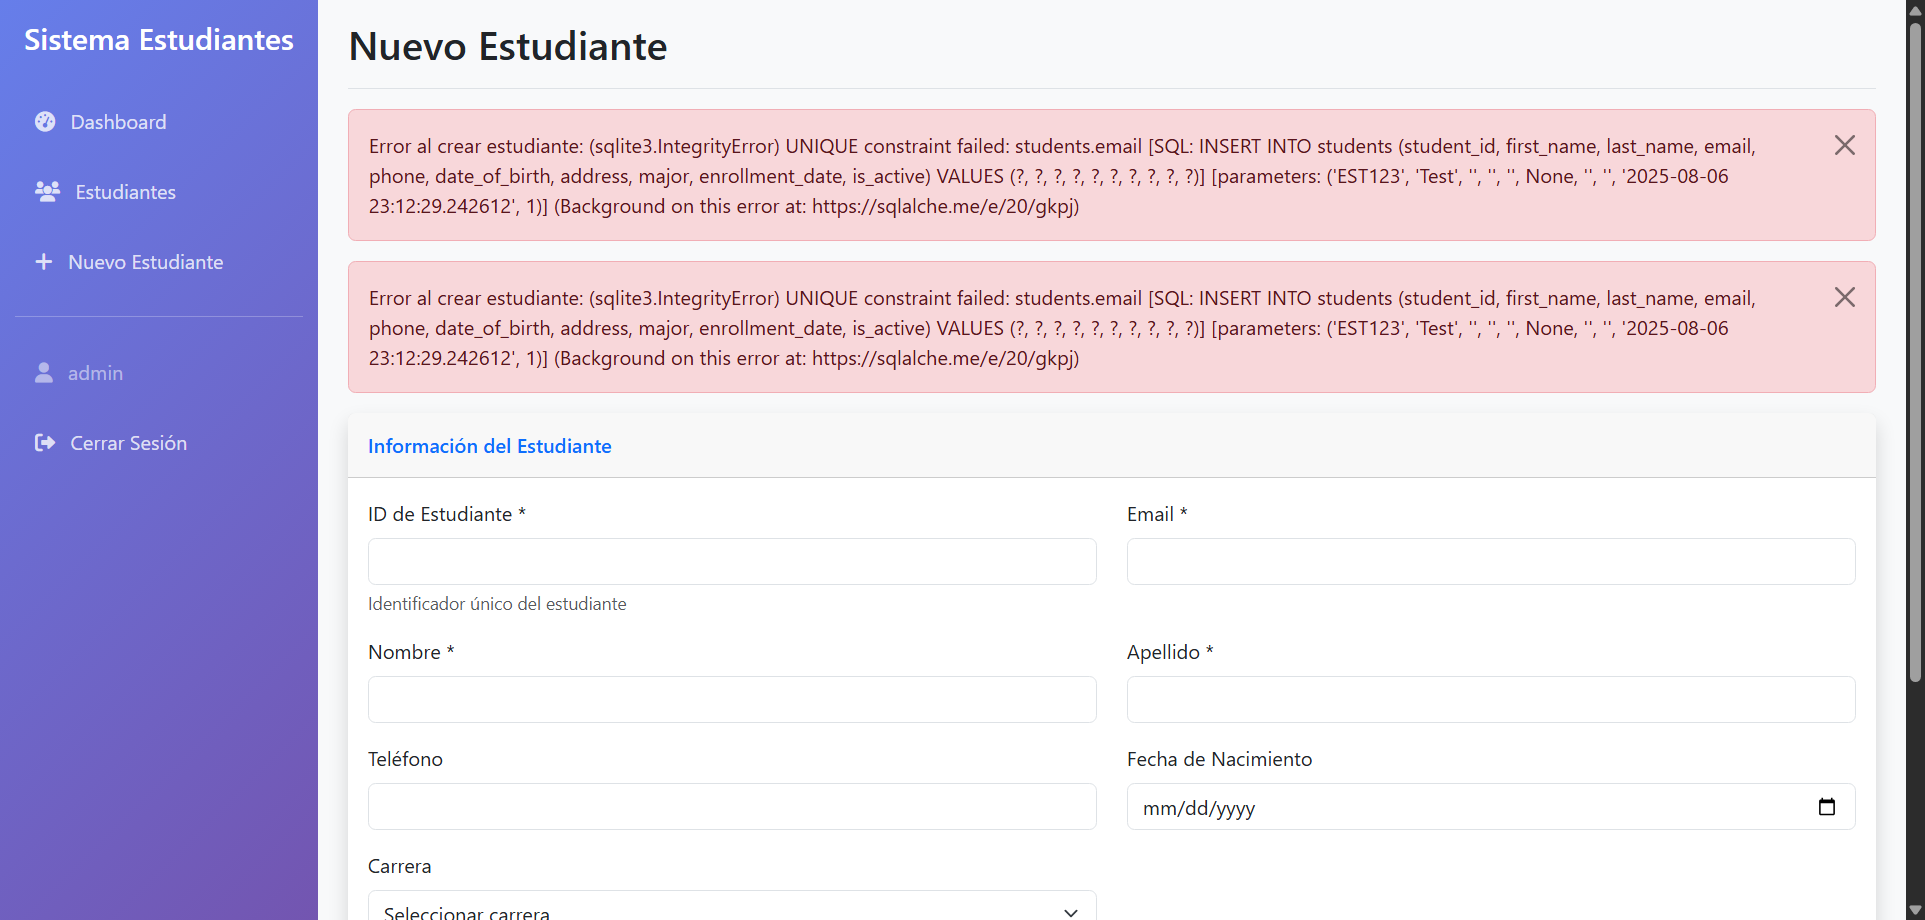 Sistema Estudiantes
Dashboard
Estudiantes
Nuevo Estudiante
admin
Cerrar Sesión
Nuevo Estudiante
Error al crear estudiante: (sqlite3.IntegrityError) UNIQUE constraint failed: students.email [SQL: INSERT INTO students (student_id, first_name, last_name, email,
phone, date_of_birth, address, major, enrollment_date, is_active) VALUES (?, ?, ?, ?, ?, ?, ?, ?, ?, ?)] [parameters: ('EST123', 'Test', '', '', '', None, '', '', '2025-08-06
23:12:29.242612', 1)] (Background on this error at: https://sqlalche.me/e/20/gkpj)
Error al crear estudiante: (sqlite3.IntegrityError) UNIQUE constraint failed: students.email [SQL: INSERT INTO students (student_id, first_name, last_name, email,
phone, date_of_birth, address, major, enrollment_date, is_active) VALUES (?, ?, ?, ?, ?, ?, ?, ?, ?, ?)] [parameters: ('EST123', 'Test', '', '', '', None, '', '', '2025-08-06
23:12:29.242612', 1)] (Background on this error at: https://sqlalche.me/e/20/gkpj)
Información del Estudiante
ID de Estudiante *
Email *
Identificador único del estudiante
Nombre *
Apellido *
Teléfono
Fecha de Nacimiento
mm/dd/yyyy
Carrera
Seleccionar carrera